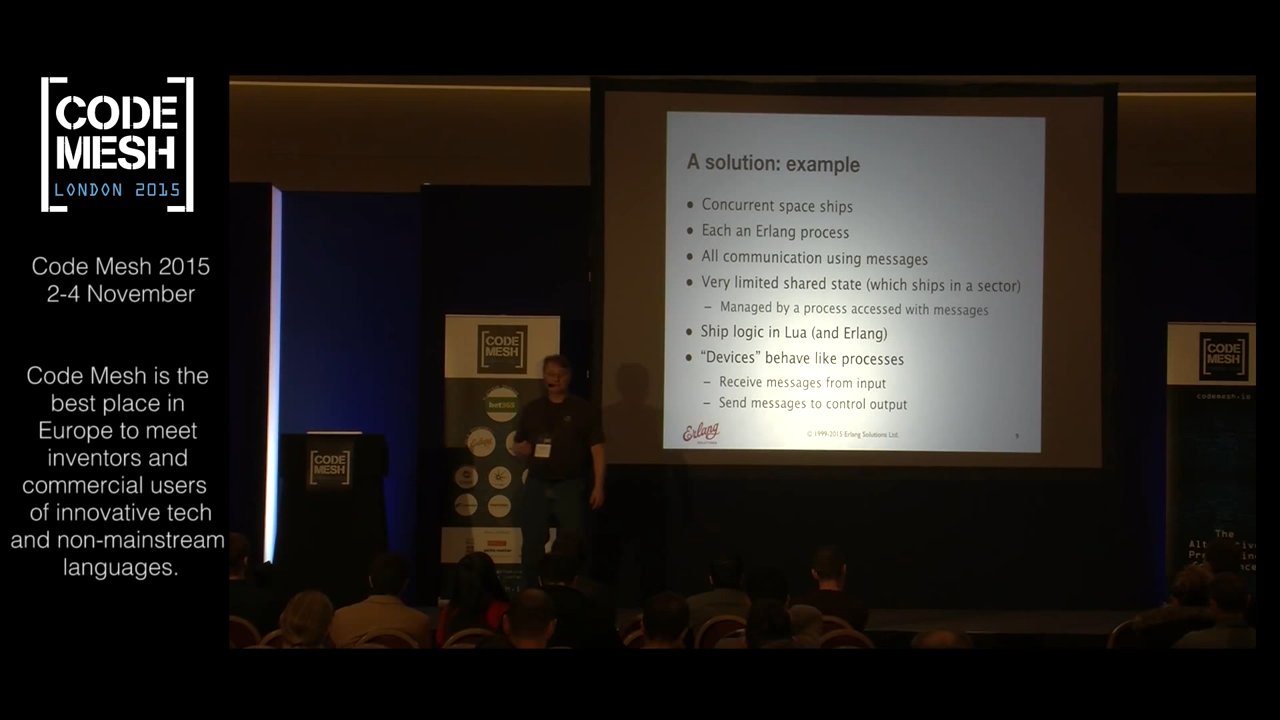 CODE
MESH
LONDON 2015
Code Mesh 2015
2-4 November
Code Mesh is the
best place in
Europe to meet
inventors and
commercial users
of innovative tech
and non-mainstream
languages.
A solution: example
• Concurrent space ships
• Each an Erlang process
• All communication using messages
• Very limited shared state (which ships in a sector)
– Managed by a process accessed with messages
• Ship logic in Lua (and Erlang)
• “Devices” behave like processes
– Receive messages from input
– Send messages to control output
Erlang
© 1999-2015 Erlang Solutions Ltd.
9
CODE
MESH
bet365
CODE
MESH
CODE
MESH
codemesh.io
The